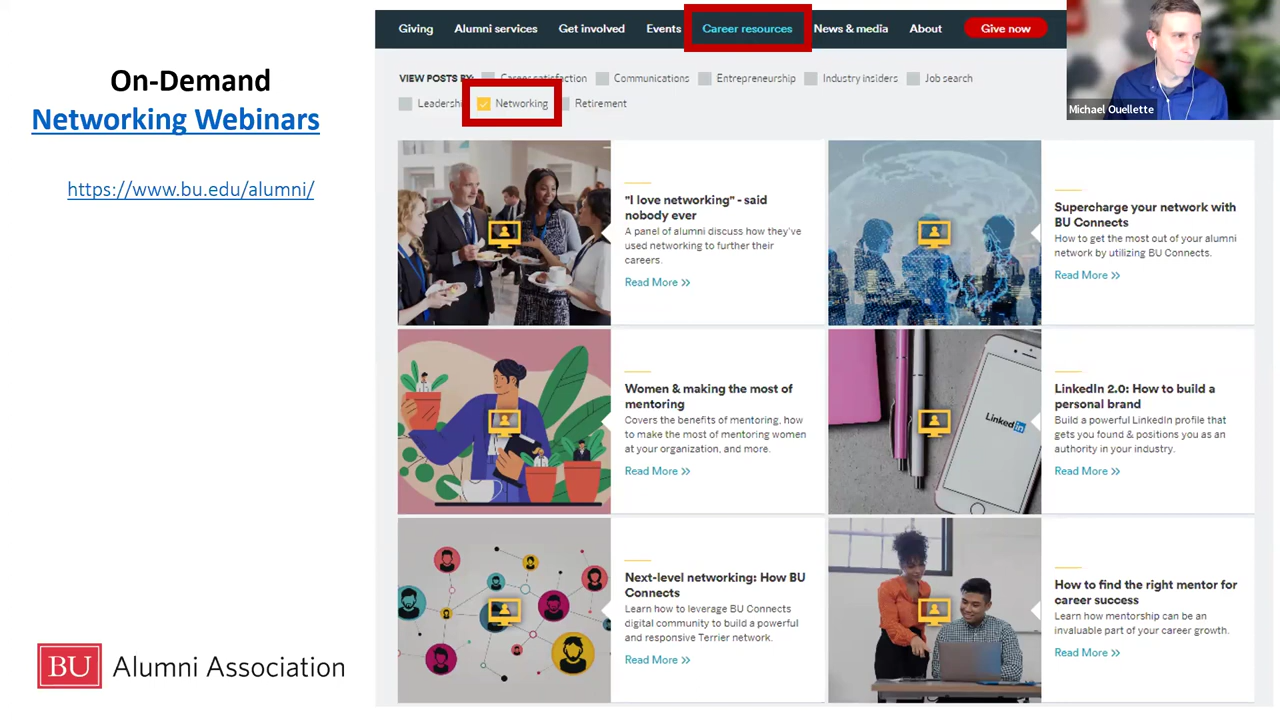 On-Demand
Networking Webinars
https://www.bu.edu/alumni/
BU Alumni Association
Giving Alumni services Get involved Events Career resources News & media About Give now
VIEW POSTS BY: Career satisfaction Communications Entrepreneurship Industry insiders Job search
Leadership Networking Retirement
Michael Ouellette
"I love networking" - said
nobody ever
A panel of alumni discuss how they've
used networking to further their
careers.
Read More >>
Supercharge your network with
BU Connects
How to get the most out of your alumni
network by utilizing BU Connects.
Read More >>
Women & making the most of
mentoring
Covers the benefits of mentoring, how
to make the most of mentoring women
at your organization, and more.
Read More >>
LinkedIn
LinkedIn 2.0: How to build a
personal brand
Build a powerful LinkedIn profile that
gets you found & positions you as an
authority in your industry.
Read More >>
Next-level networking: How BU
Connects
Learn how to leverage BU Connects
digital community to build a powerful
and responsive Terrier network.
Read More >>
How to find the right mentor for
career success
Learn how mentorship can be an
invaluable part of your career growth.
Read More >>